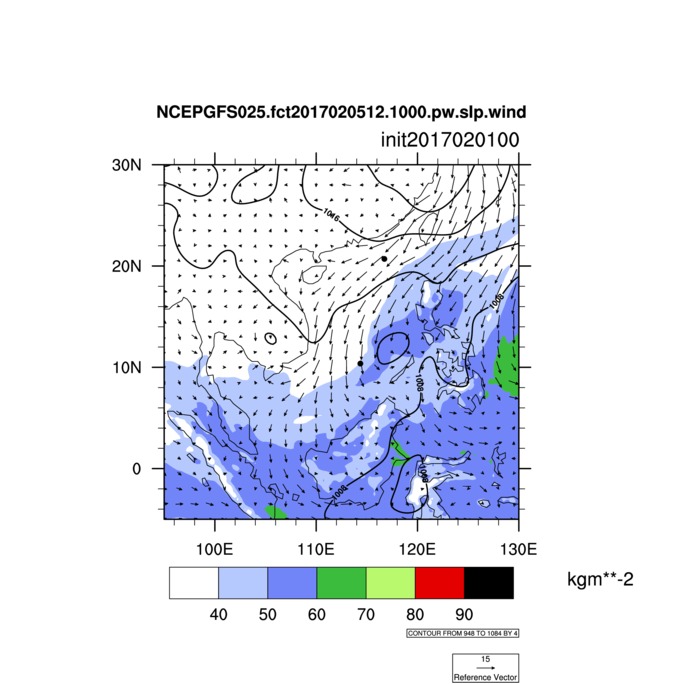 NCEPGFS025.fct2017020512.1000.pw.slp.wind
init2017020100
30N
20N
10N
0
1016
1008
1008
1008
1008
100E
110E
120E
130E
kgm**-2
40
50
60
70
80
90
CONTOUR FROM 948 TO 1084 BY 4
15
Reference Vector